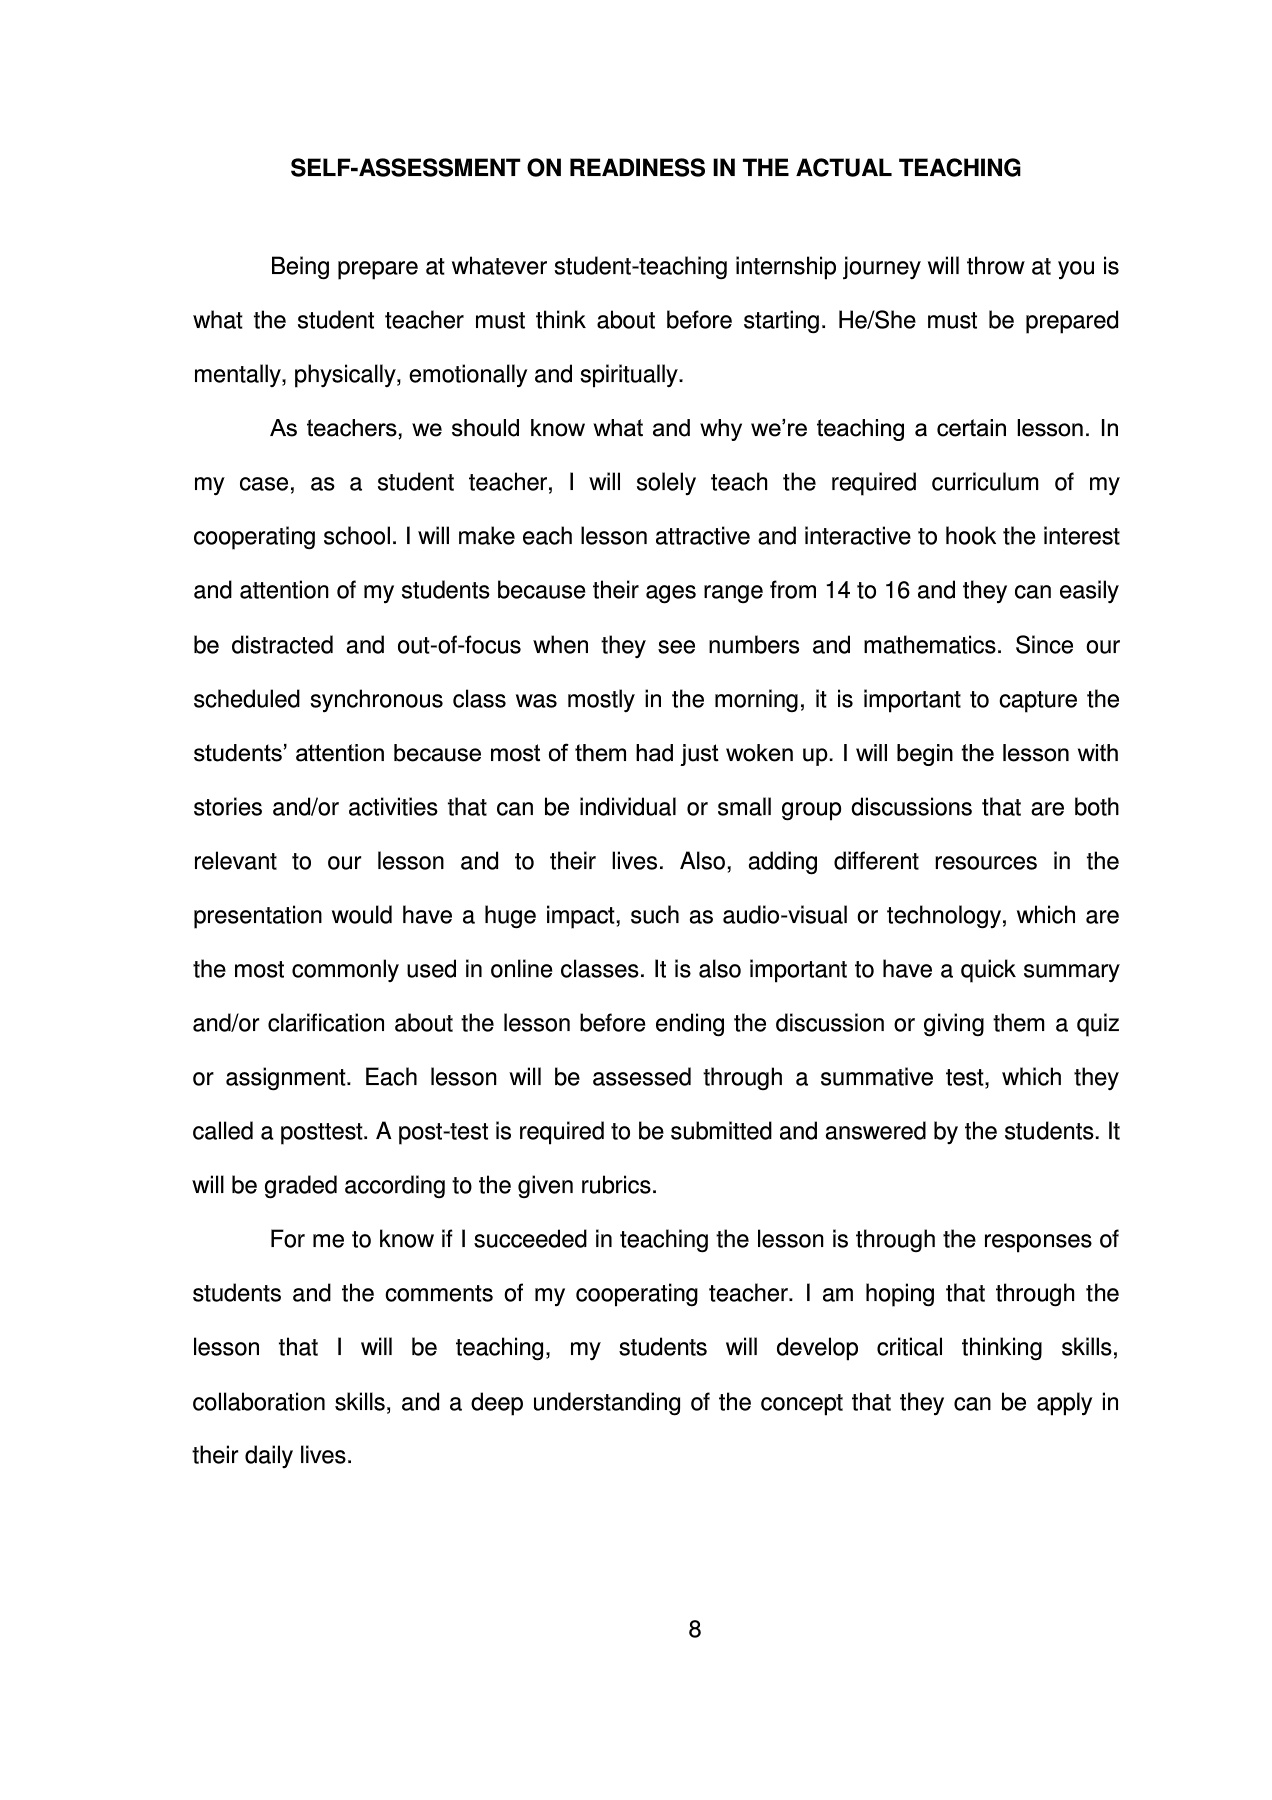 SELF-ASSESSMENT ON READINESS IN THE ACTUAL TEACHING
Being prepare at whatever student-teaching internship journey will throw at you is
what the student teacher must think about before starting. He/She must be prepared
mentally, physically, emotionally and spiritually.
As teachers, we should know what and why we’re teaching a certain lesson. In
my case, as a student teacher, I will solely teach the required curriculum of my
cooperating school. I will make each lesson attractive and interactive to hook the interest
and attention of my students because their ages range from 14 to 16 and they can easily
be distracted and out-of-focus when they see numbers and mathematics. Since our
scheduled synchronous class was mostly in the morning, it is important to capture the
students’ attention because most of them had just woken up. I will begin the lesson with
stories and/or activities that can be individual or small group discussions that are both
relevant to our lesson and to their lives. Also, adding different resources in the
presentation would have a huge impact, such as audio-visual or technology, which are
the most commonly used in online classes. It is also important to have a quick summary
and/or clarification about the lesson before ending the discussion or giving them a quiz
or assignment. Each lesson will be assessed through a summative test, which they
called a posttest. A post-test is required to be submitted and answered by the students. It
will be graded according to the given rubrics.
For me to know if I succeeded in teaching the lesson is through the responses of
students and the comments of my cooperating teacher. I am hoping that through the
lesson that I will be teaching, my students will develop critical thinking skills,
collaboration skills, and a deep understanding of the concept that they can be apply in
their daily lives.
8